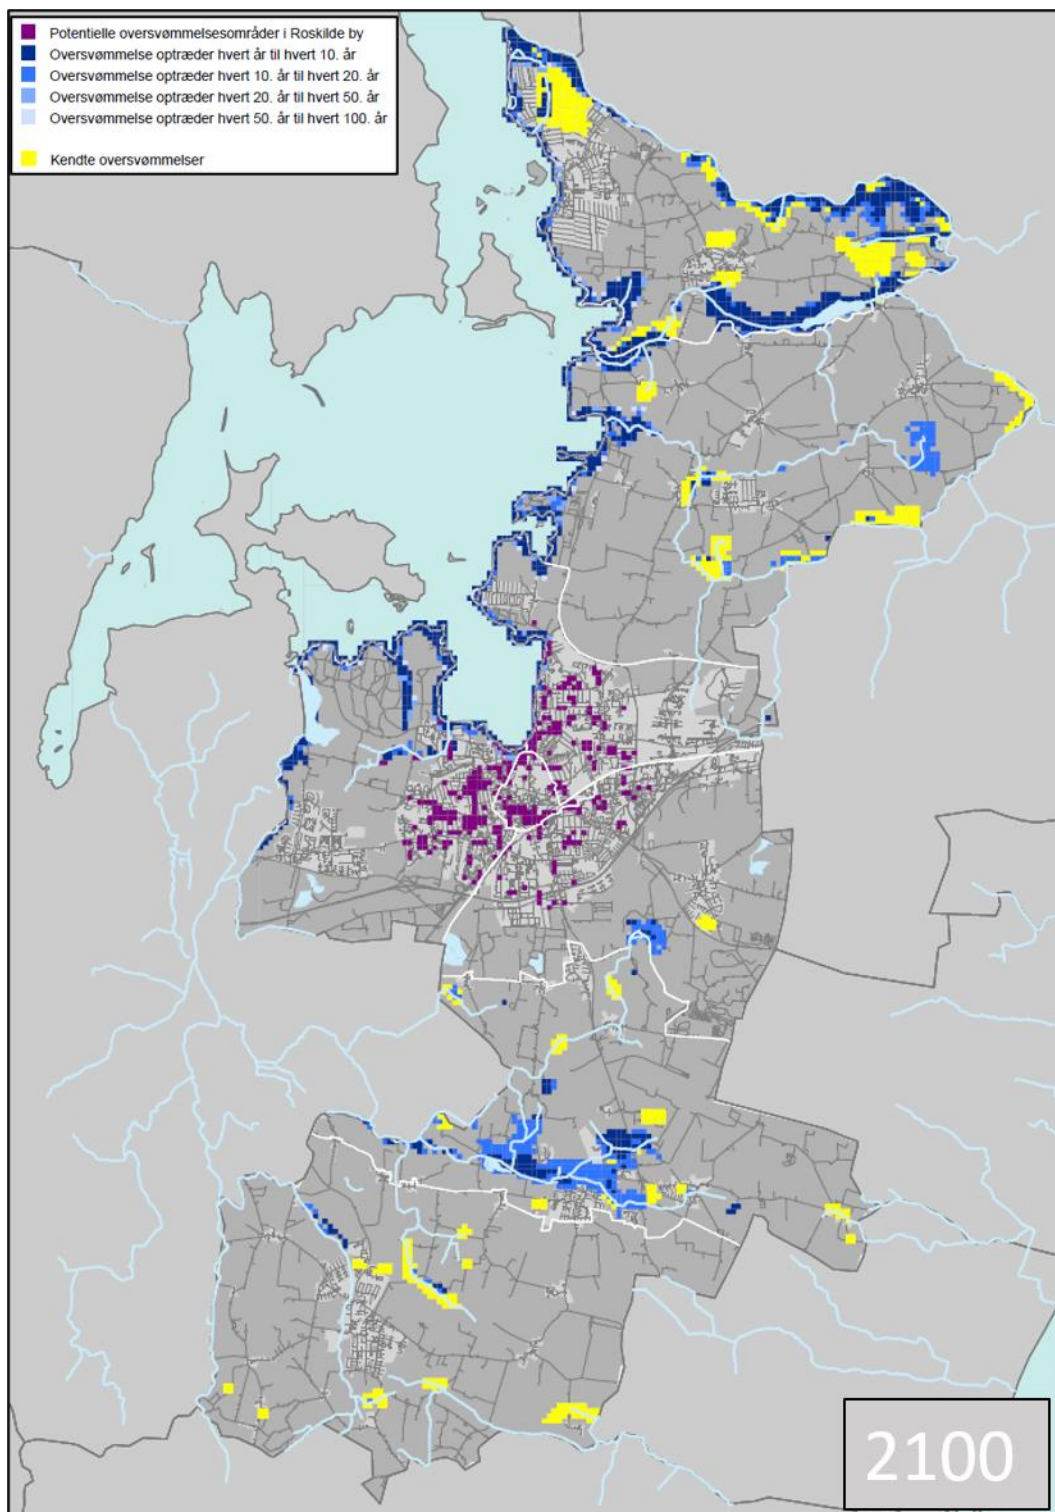 Potentielle oversvømmelsesområder i Roskilde by
Oversvømmelse optræder hvert år til hvert 10. år
Oversvømmelse optræder hvert 10. år til hvert 20. år
Oversvømmelse optræder hvert 20. år til hvert 50. år
Oversvømmelse optræder hvert 50. år til hvert 100. år
Kendte oversvømmelser
2100